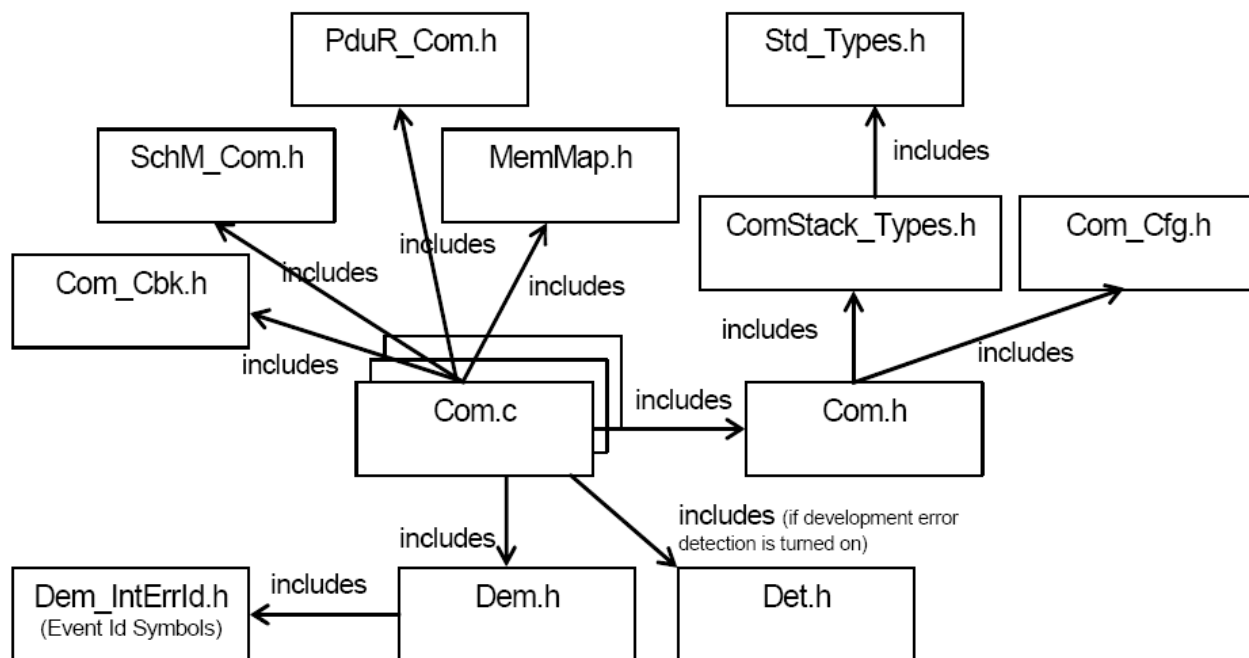 PduR_Com.h
Std_Types.h
SchM_Com.h
MemMap.h
includes
ComStack_Types.h
Com_Cfg.h
includes
includes
Com_Cbk.h
includes
includes
includes
includes
includes
Com.c
includes
Com.h
includes (if development error
detection is turned on)
includes
includes
Dem_IntErrId.h
(Event Id Symbols)
Dem.h
Det.h